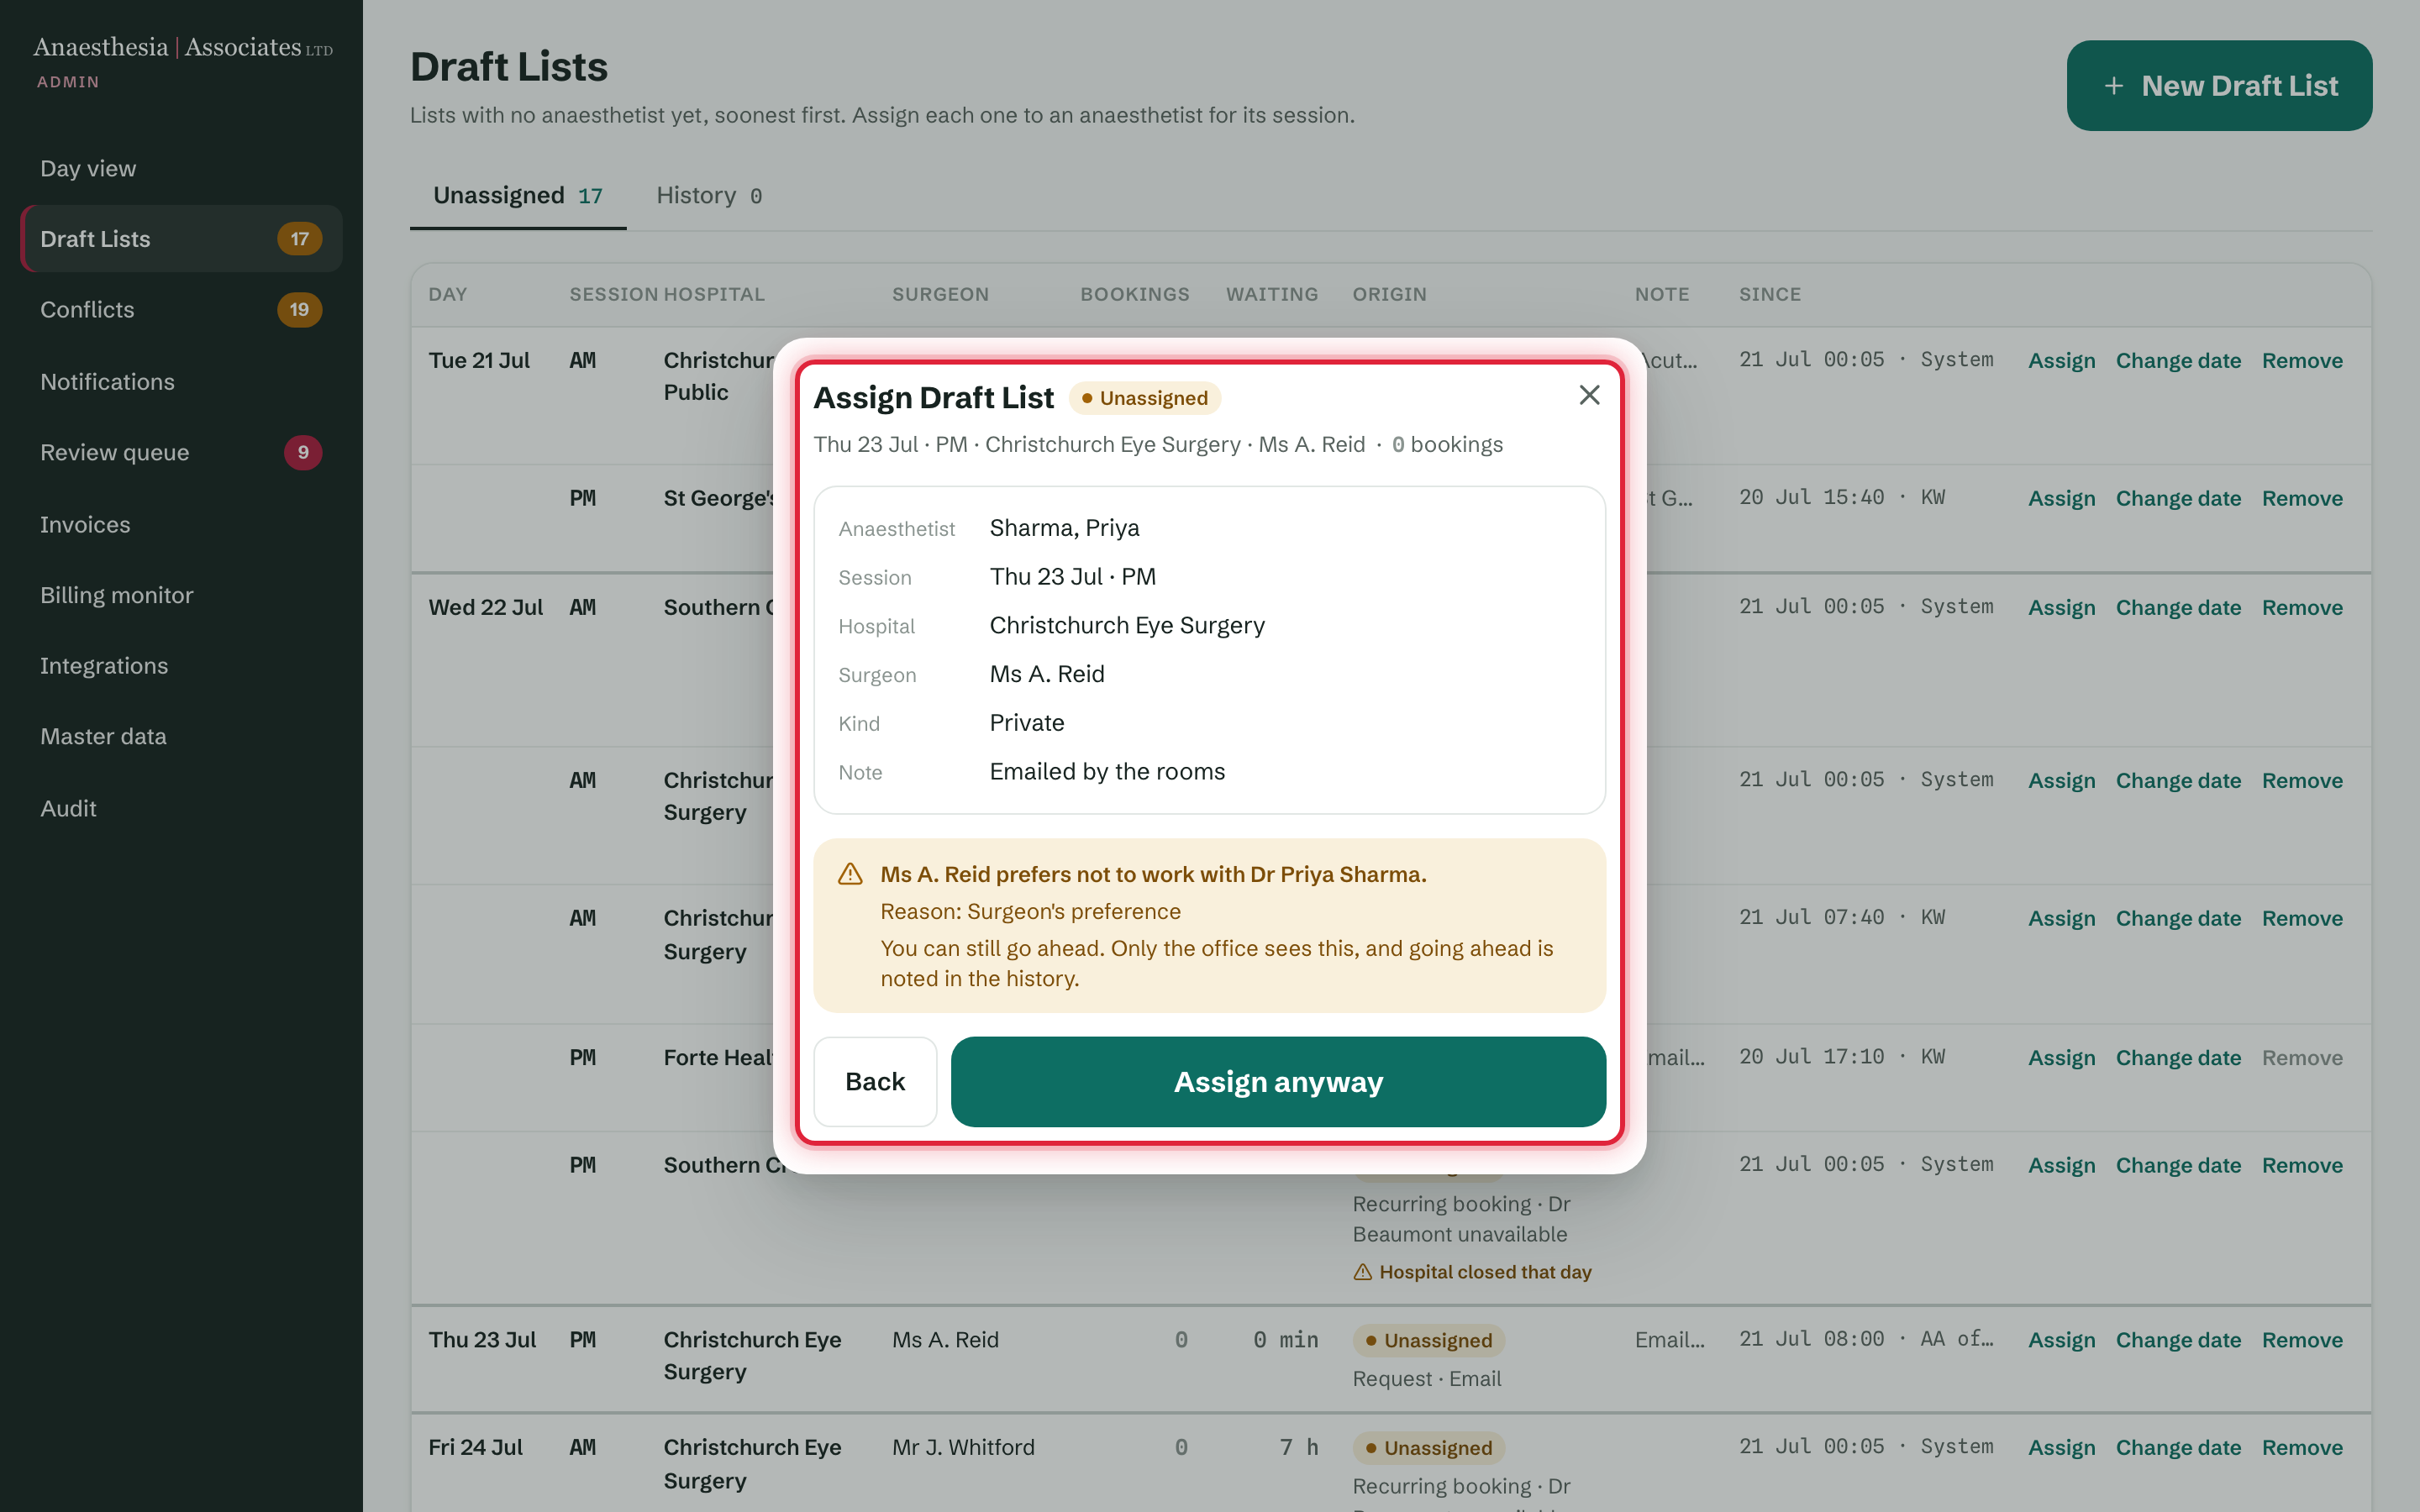 Anaesthesia | Associates LTD
ADMIN
Day view
Draft Lists 17
Conflicts 19
Notifications
Review queue 9
Invoices
Billing monitor
Integrations
Master data
Audit
Draft Lists
Lists with no anaesthetist yet, soonest first. Assign each one to an anaesthetist for its session.
+ New Draft List
Unassigned 17 History 0
DAY SESSION HOSPITAL SURGEON BOOKINGS WAITING ORIGIN NOTE SINCE
Tue 21 Jul AM Christchur
Public
Acut… 21 Jul 00:05 · System Assign Change date Remove
PM St George's
t G… 20 Jul 15:40 · KW Assign Change date Remove
Wed 22 Jul AM Southern
21 Jul 00:05 · System Assign Change date Remove
AM Christchur
Surgery
21 Jul 00:05 · System Assign Change date Remove
AM Christchur
Surgery
21 Jul 07:40 · KW Assign Change date Remove
PM Forte Heal
mail… 20 Jul 17:10 · KW Assign Change date Remove
PM Southern Cr
21 Jul 00:05 · System Assign Change date Remove
Recurring booking · Dr
Beaumont unavailable
Hospital closed that day
Thu 23 Jul PM Christchurch Eye
Surgery
Ms A. Reid 0 0 min Unassigned
Request · Email
Email… 21 Jul 08:00 · AA of… Assign Change date Remove
Fri 24 Jul AM Christchurch Eye
Surgery
Mr J. Whitford 0 7 h Unassigned
Recurring booking · Dr
21 Jul 00:05 · System Assign Change date Remove
Assign Draft List Unassigned
Thu 23 Jul · PM · Christchurch Eye Surgery · Ms A. Reid · 0 bookings
Anaesthetist Sharma, Priya
Session Thu 23 Jul · PM
Hospital Christchurch Eye Surgery
Surgeon Ms A. Reid
Kind Private
Note Emailed by the rooms
Ms A. Reid prefers not to work with Dr Priya Sharma.
Reason: Surgeon's preference
You can still go ahead. Only the office sees this, and going ahead is
noted in the history.
Back Assign anyway